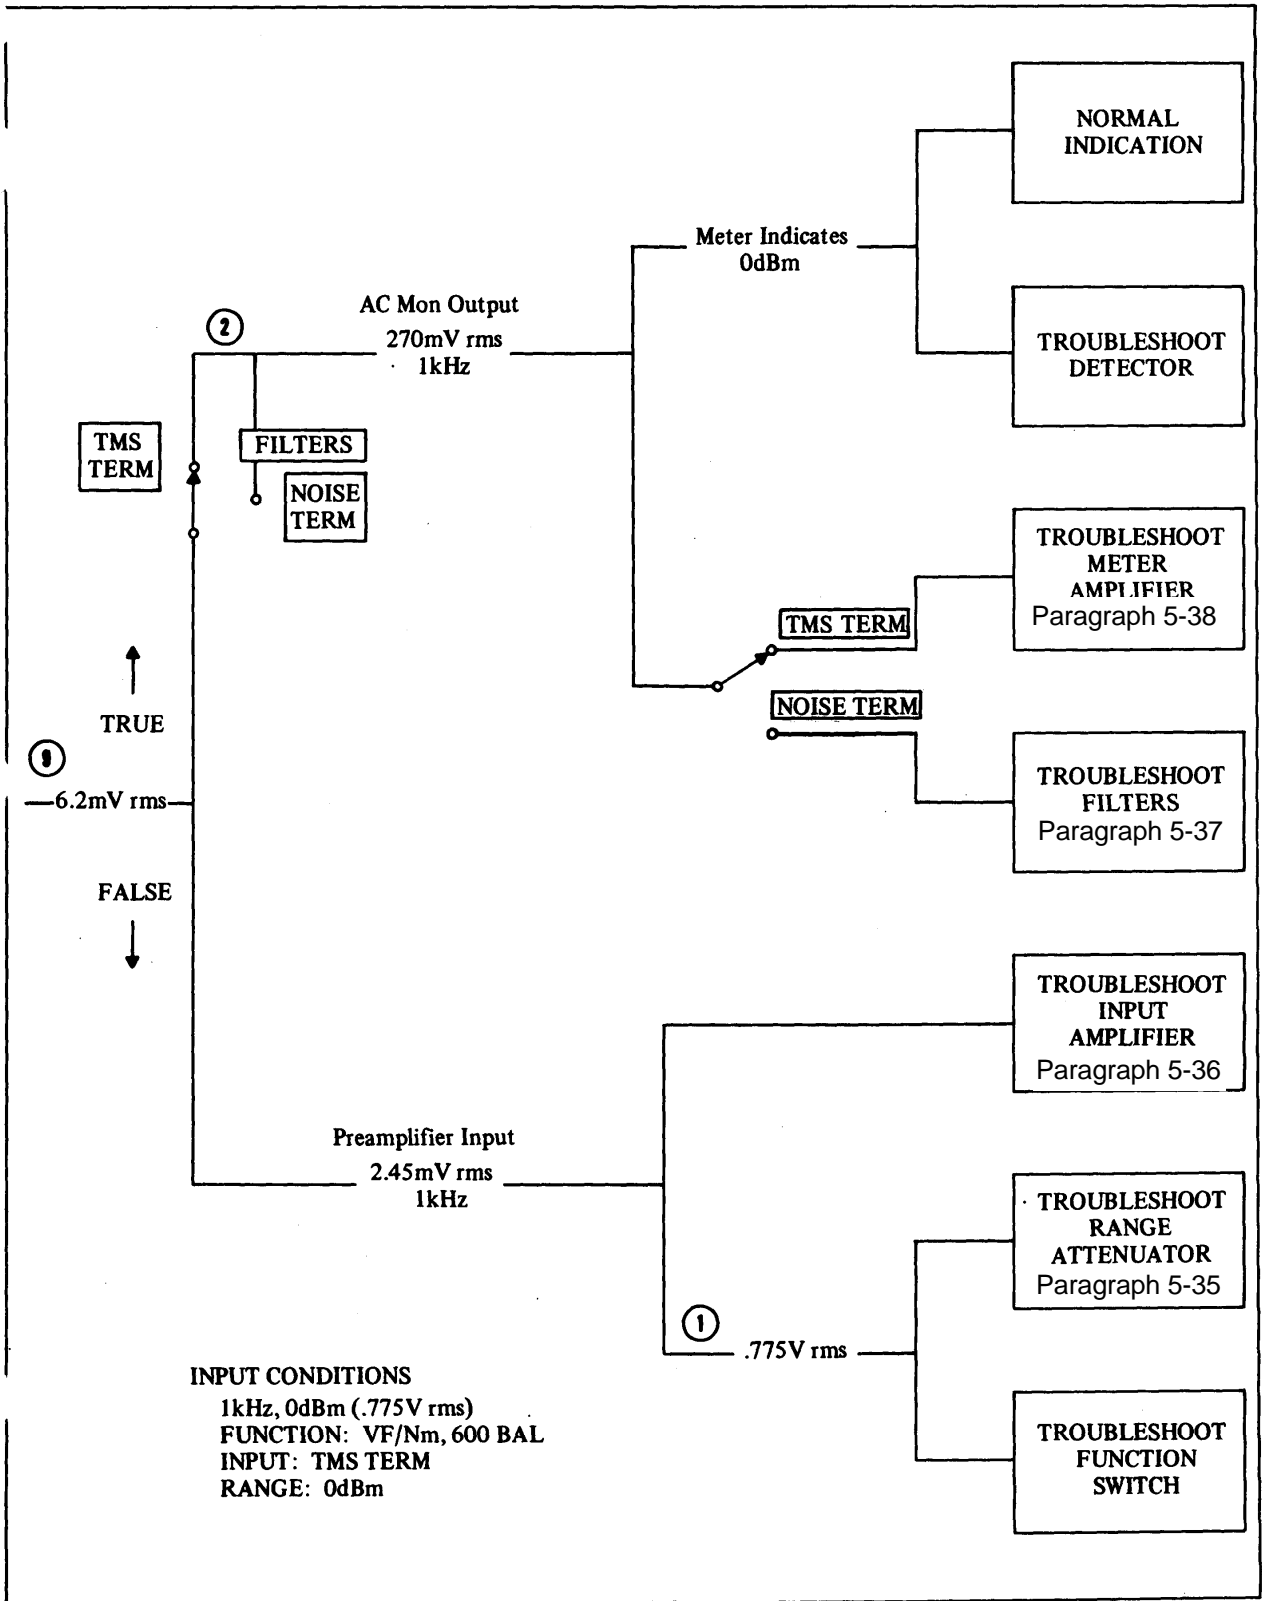 NORMAL
INDICATION
Meter Indicates
0dBm
TROUBLESHOOT
DETECTOR
AC Mon Output
270mV rms
1kHz
2
TMS
TERM
FILTERS
NOISE
TERM
TROUBLESHOOT
METER
AMPLIFIER
Paragraph 5-38
TMS TERM
NOISE TERM
TROUBLESHOOT
FILTERS
Paragraph 5-37
TRUE
9
6.2mV rms
FALSE
TROUBLESHOOT
INPUT
AMPLIFIER
Paragraph 5-36
Preamplifier Input
2.45mV rms
1kHz
TROUBLESHOOT
RANGE
ATTENUATOR
Paragraph 5-35
1
.775V rms
TROUBLESHOOT
FUNCTION
SWITCH
INPUT CONDITIONS
1kHz, 0dBm (.775V rms)
FUNCTION: VF/Nm, 600 BAL
INPUT: TMS TERM
RANGE: 0dBm